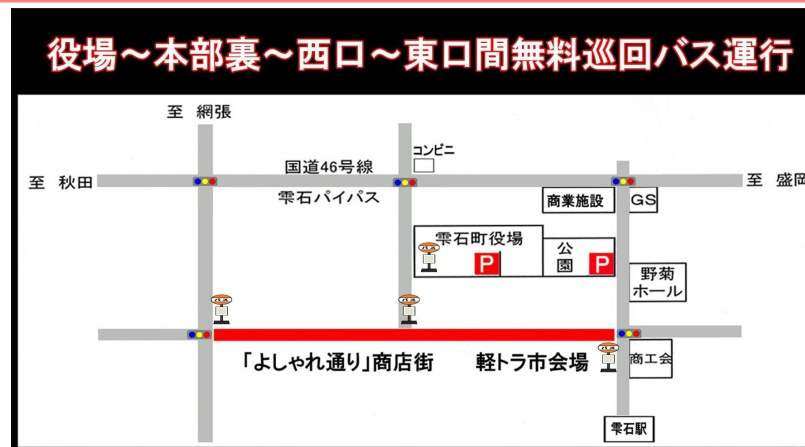 役場～本部裏～西口～東口間無料巡回バス運行
至 網張
コンビニ
国道46号線
至 秋田
至 盛岡
雫石パイパス
商業施設
GS
雫石町役場
P
公園
P
野菊
ホール
「よしゃれ通り」商店街
軽トラ市会場
商工会
雫石駅